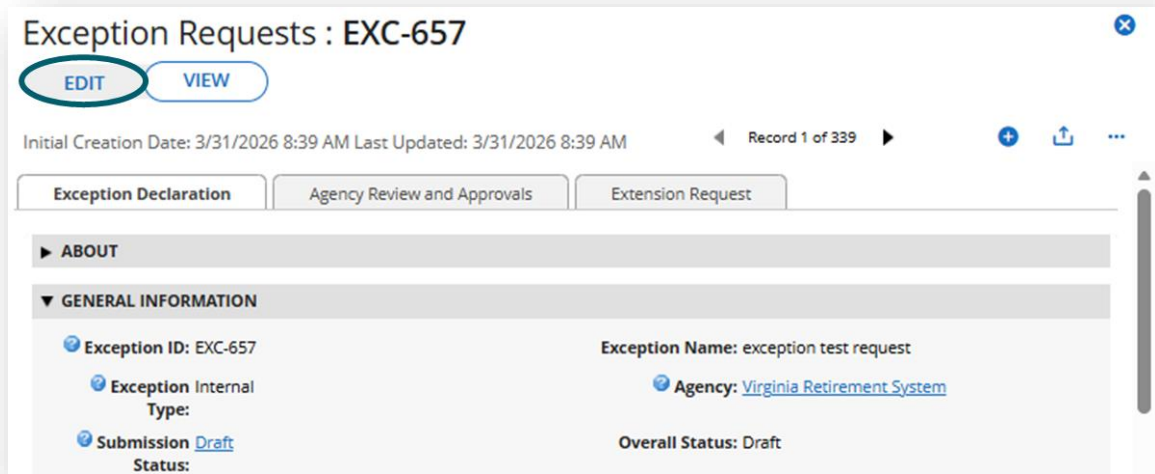 Exception Requests : EXC-657
EDIT VIEW
Initial Creation Date: 3/31/2026 8:39 AM Last Updated: 3/31/2026 8:39 AM Record 1 of 339
Exception Declaration Agency Review and Approvals Extension Request
ABOUT
GENERAL INFORMATION
Exception ID: EXC-657 Exception Name: exception test request
Exception Type: Internal Agency: Virginia Retirement System
Submission Status: Draft Overall Status: Draft